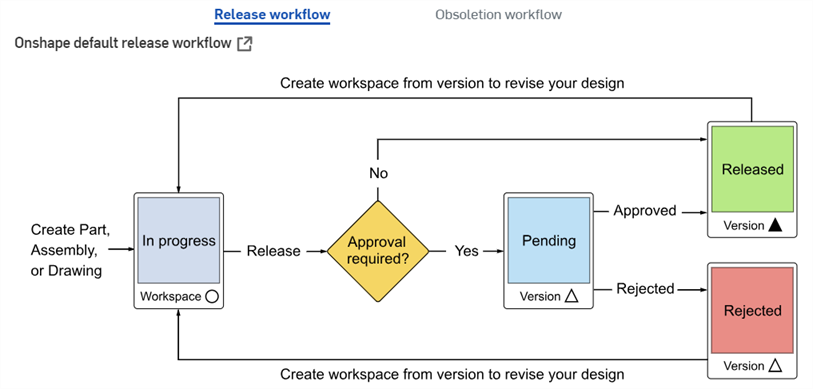 Release workflow
Obsoletion workflow
Onshape default release workflow
Create workspace from version to revise your design
No
Released
Version
Create Part,
Assembly,
or Drawing
In progress
Workspace
Release
Approval
required?
Yes
Pending
Version
Approved
Rejected
Rejected
Version
Create workspace from version to revise your design